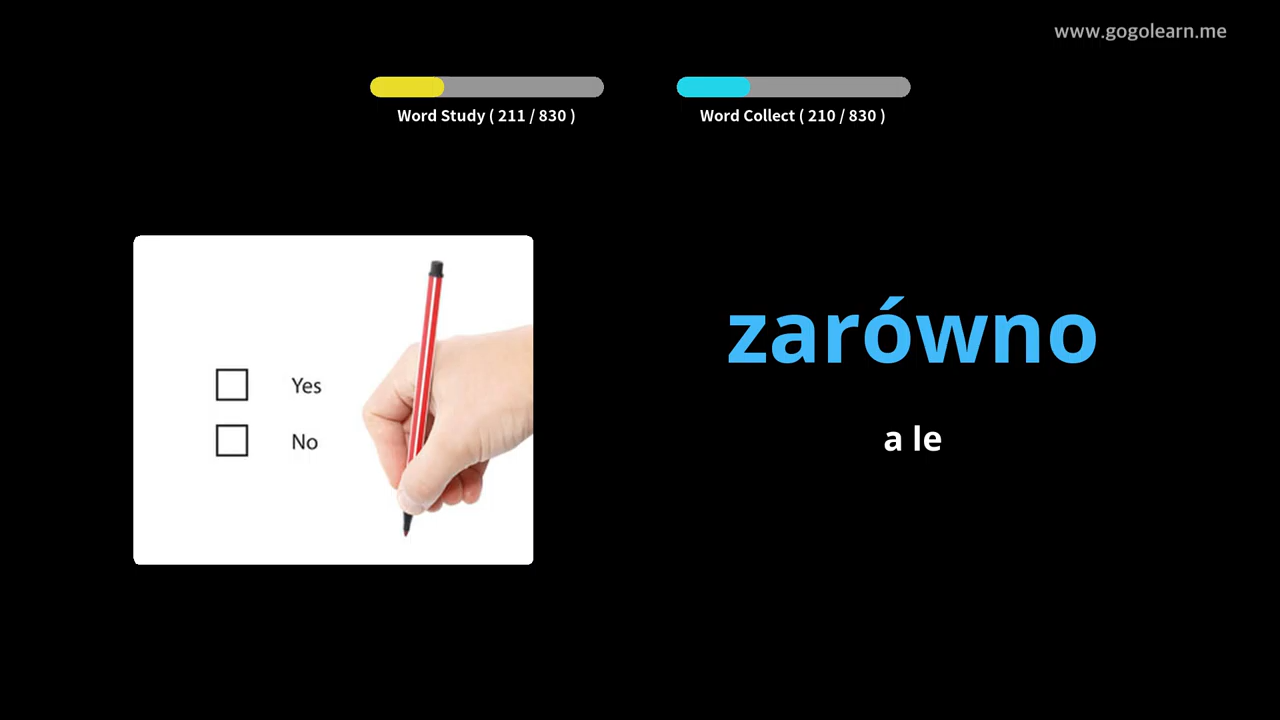 www.gogolearn.me
Word Study ( 211 / 830 )
Word Collect ( 210 / 830 )
Yes
No
zarówno
a le